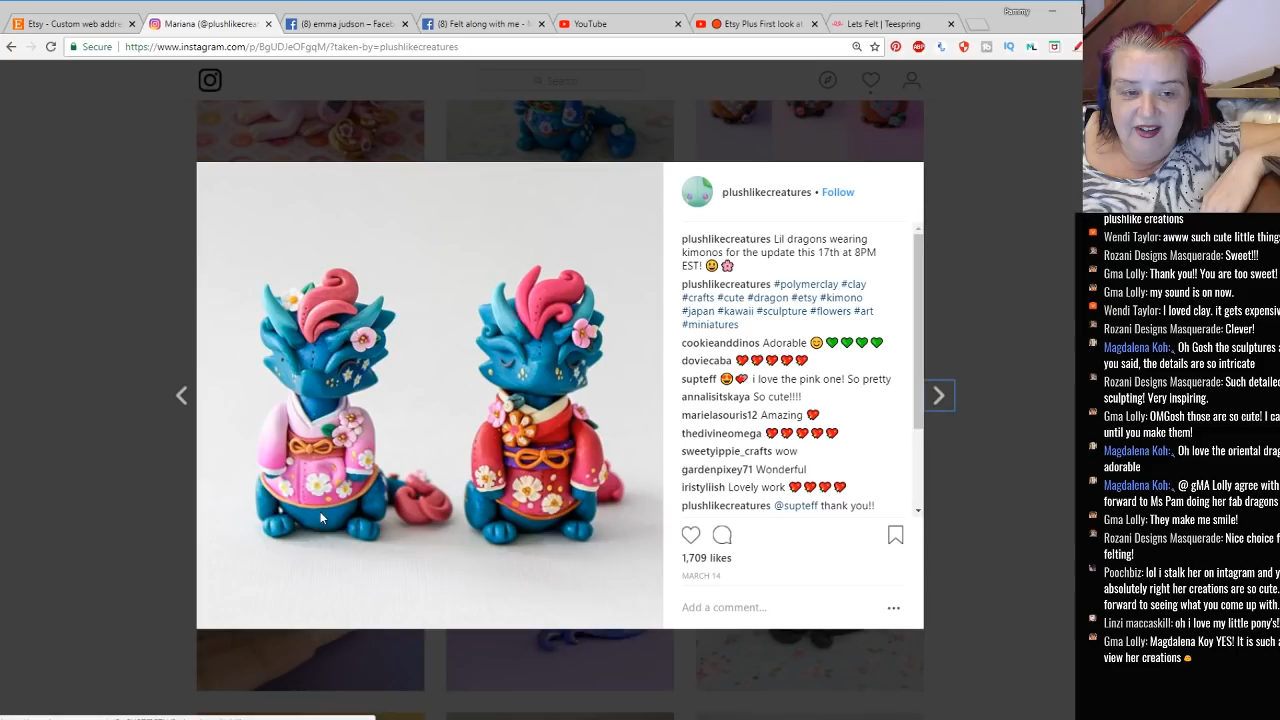 Etsy - Custom web addre
Mariana (@plushlikecrea
(8) emma judson – Faceb
(8) Felt along with me -
YouTube
Etsy Plus First look at
Lets Felt | Teespring
Pammy
Secure
https://www.instagram.com/p/BgUDJeOFgqM/?taken-by=plushlikecreatures
Search
plushlikecreatures • Follow
plushlikecreatures Lil dragons wearing
kimonos for the update this 17th at 8PM
EST! 😀🌸
plushlikecreatures #polymerclay #clay
#crafts #cute #dragon #etsy #kimono
#japan #kawaii #sculpture #flowers #art
#miniatures
cookieanddinos Adorable 😊💚💚💚💚
doviecaba ❤❤❤❤❤
supteff 😍💕 i love the pink one! So pretty
annalisitskaya So cute!!!!
marielasouris12 Amazing ❤
thedivineomega ❤❤❤❤❤
sweetyippie_crafts wow
gardenpixey71 Wonderful
iristyliish Lovely work ❤❤❤❤
plushlikecreatures @supteff thank you!!
1,709 likes
MARCH 14
Add a comment...
plushlike creations
Wendi Taylor: awww such cute little thing
Rozani Designs Masquerade: Sweet!!!
Gma Lolly: Thank you!! You are too sweet!
Gma Lolly: my sound is on now.
Wendi Taylor: I loved clay. it gets expensiv
Rozani Designs Masquerade: Clever!
Magdalena Koh: Oh Gosh the sculptures a
you said, the details are so intricate
Rozani Designs Masquerade: Such detailed
sculpting! Very inspiring.
Gma Lolly: OMGosh those are so cute! I ca
until you make them!
Magdalena Koh: Oh love the oriental drag
adorable
Magdalena Koh: @ gMA Lolly agree with
forward to Ms Pam doing her fab dragons
Gma Lolly: They make me smile!
Rozani Designs Masquerade: Nice choice f
felting!
Poochbiz: lol i stalk her on intagram and y
absolutely right her creations are so cute.
forward to seeing what you come up with.
Linzi maccaskill: oh i love my little pony's!
Gma Lolly: Magdalena Koy YES! It is such a
view her creations